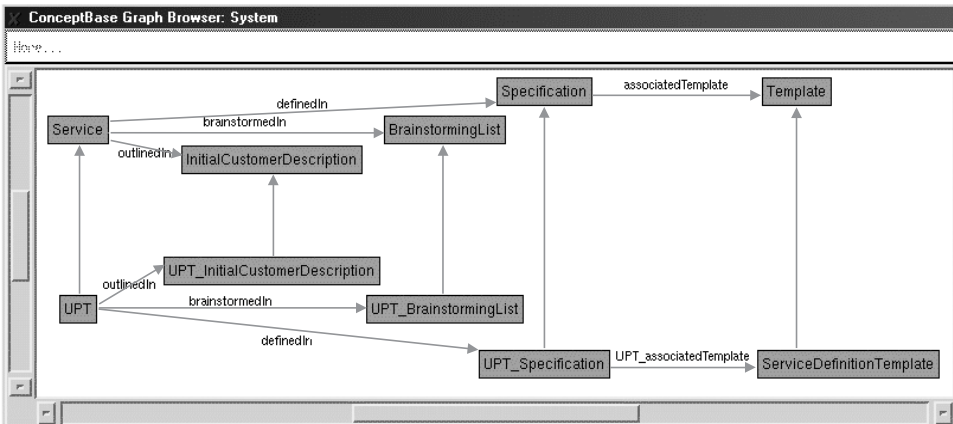 ConceptBase Graph Browser: System
None...
Specification
associatedTemplate
Template
definedIn
Service
brainstormedIn
BrainstormingList
outlinedIn
InitialCustomerDescription
UPT_InitialCustomerDescription
outlinedIn
UPT
brainstormedIn
UPT_BrainstormingList
definedIn
UPT_Specification
UPT_associatedTemplate
ServiceDefinitionTemplate